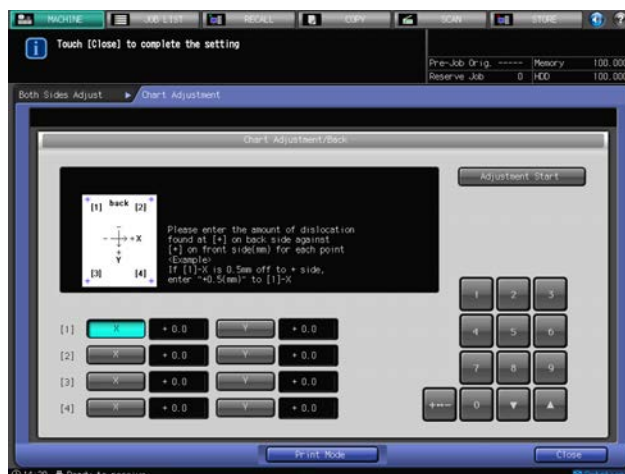 MACHINE JOB LIST RECALL COPY SCAN STORE ?
Touch [Close] to complete the setting
Pre-Job Orig. ----- Memory 100.000
Reserve Job 0 HDD 100.000
Both Sides Adjust ▶ Chart Adjustment
Chart Adjustment/Back
Adjustment Start
[1] back [2]
- +X
Y
[3] [4]
Please enter the amount of dislocation
found at [+] on back side against
[+] on front side(mm) for each point
<Example>
If [1]-X is 0.5mm off to + side,
enter "+0.5(mm)" to [1]-X
[1] X + 0.0 Y + 0.0
[2] X + 0.0 Y + 0.0
[3] X + 0.0 Y + 0.0
[4] X + 0.0 Y + 0.0
1 2 3
4 5 6
7 8 9
+↔- 0 ▼ ▲
Print Mode Close